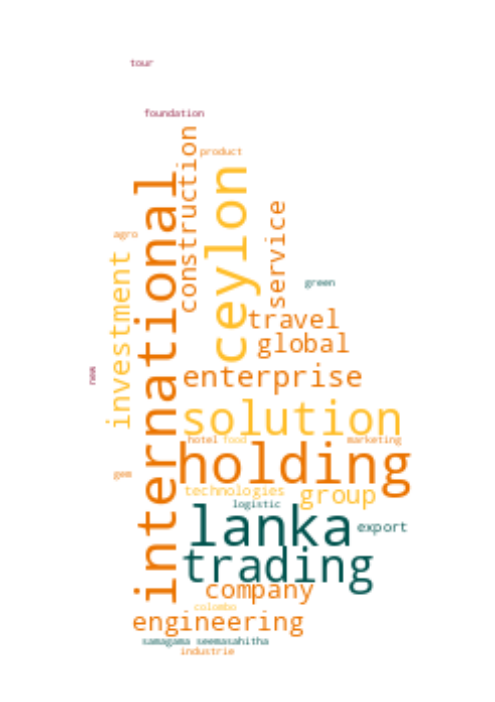 tour
foundation
construction
product
ceylon
international
service
agro
investment
green
travel
global
new
enterprise
solution
hotel
food
marketing
holding
gem
technologies
group
logistic
lanka
export
trading
company
colombo
engineering
samagama seemasahitha
industrie